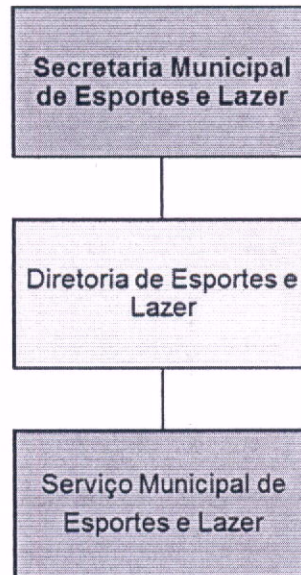 Secretaria Municipal
de Esportes e Lazer
Diretoria de Esportes e
Lazer
Serviço Municipal de
Esportes e Lazer